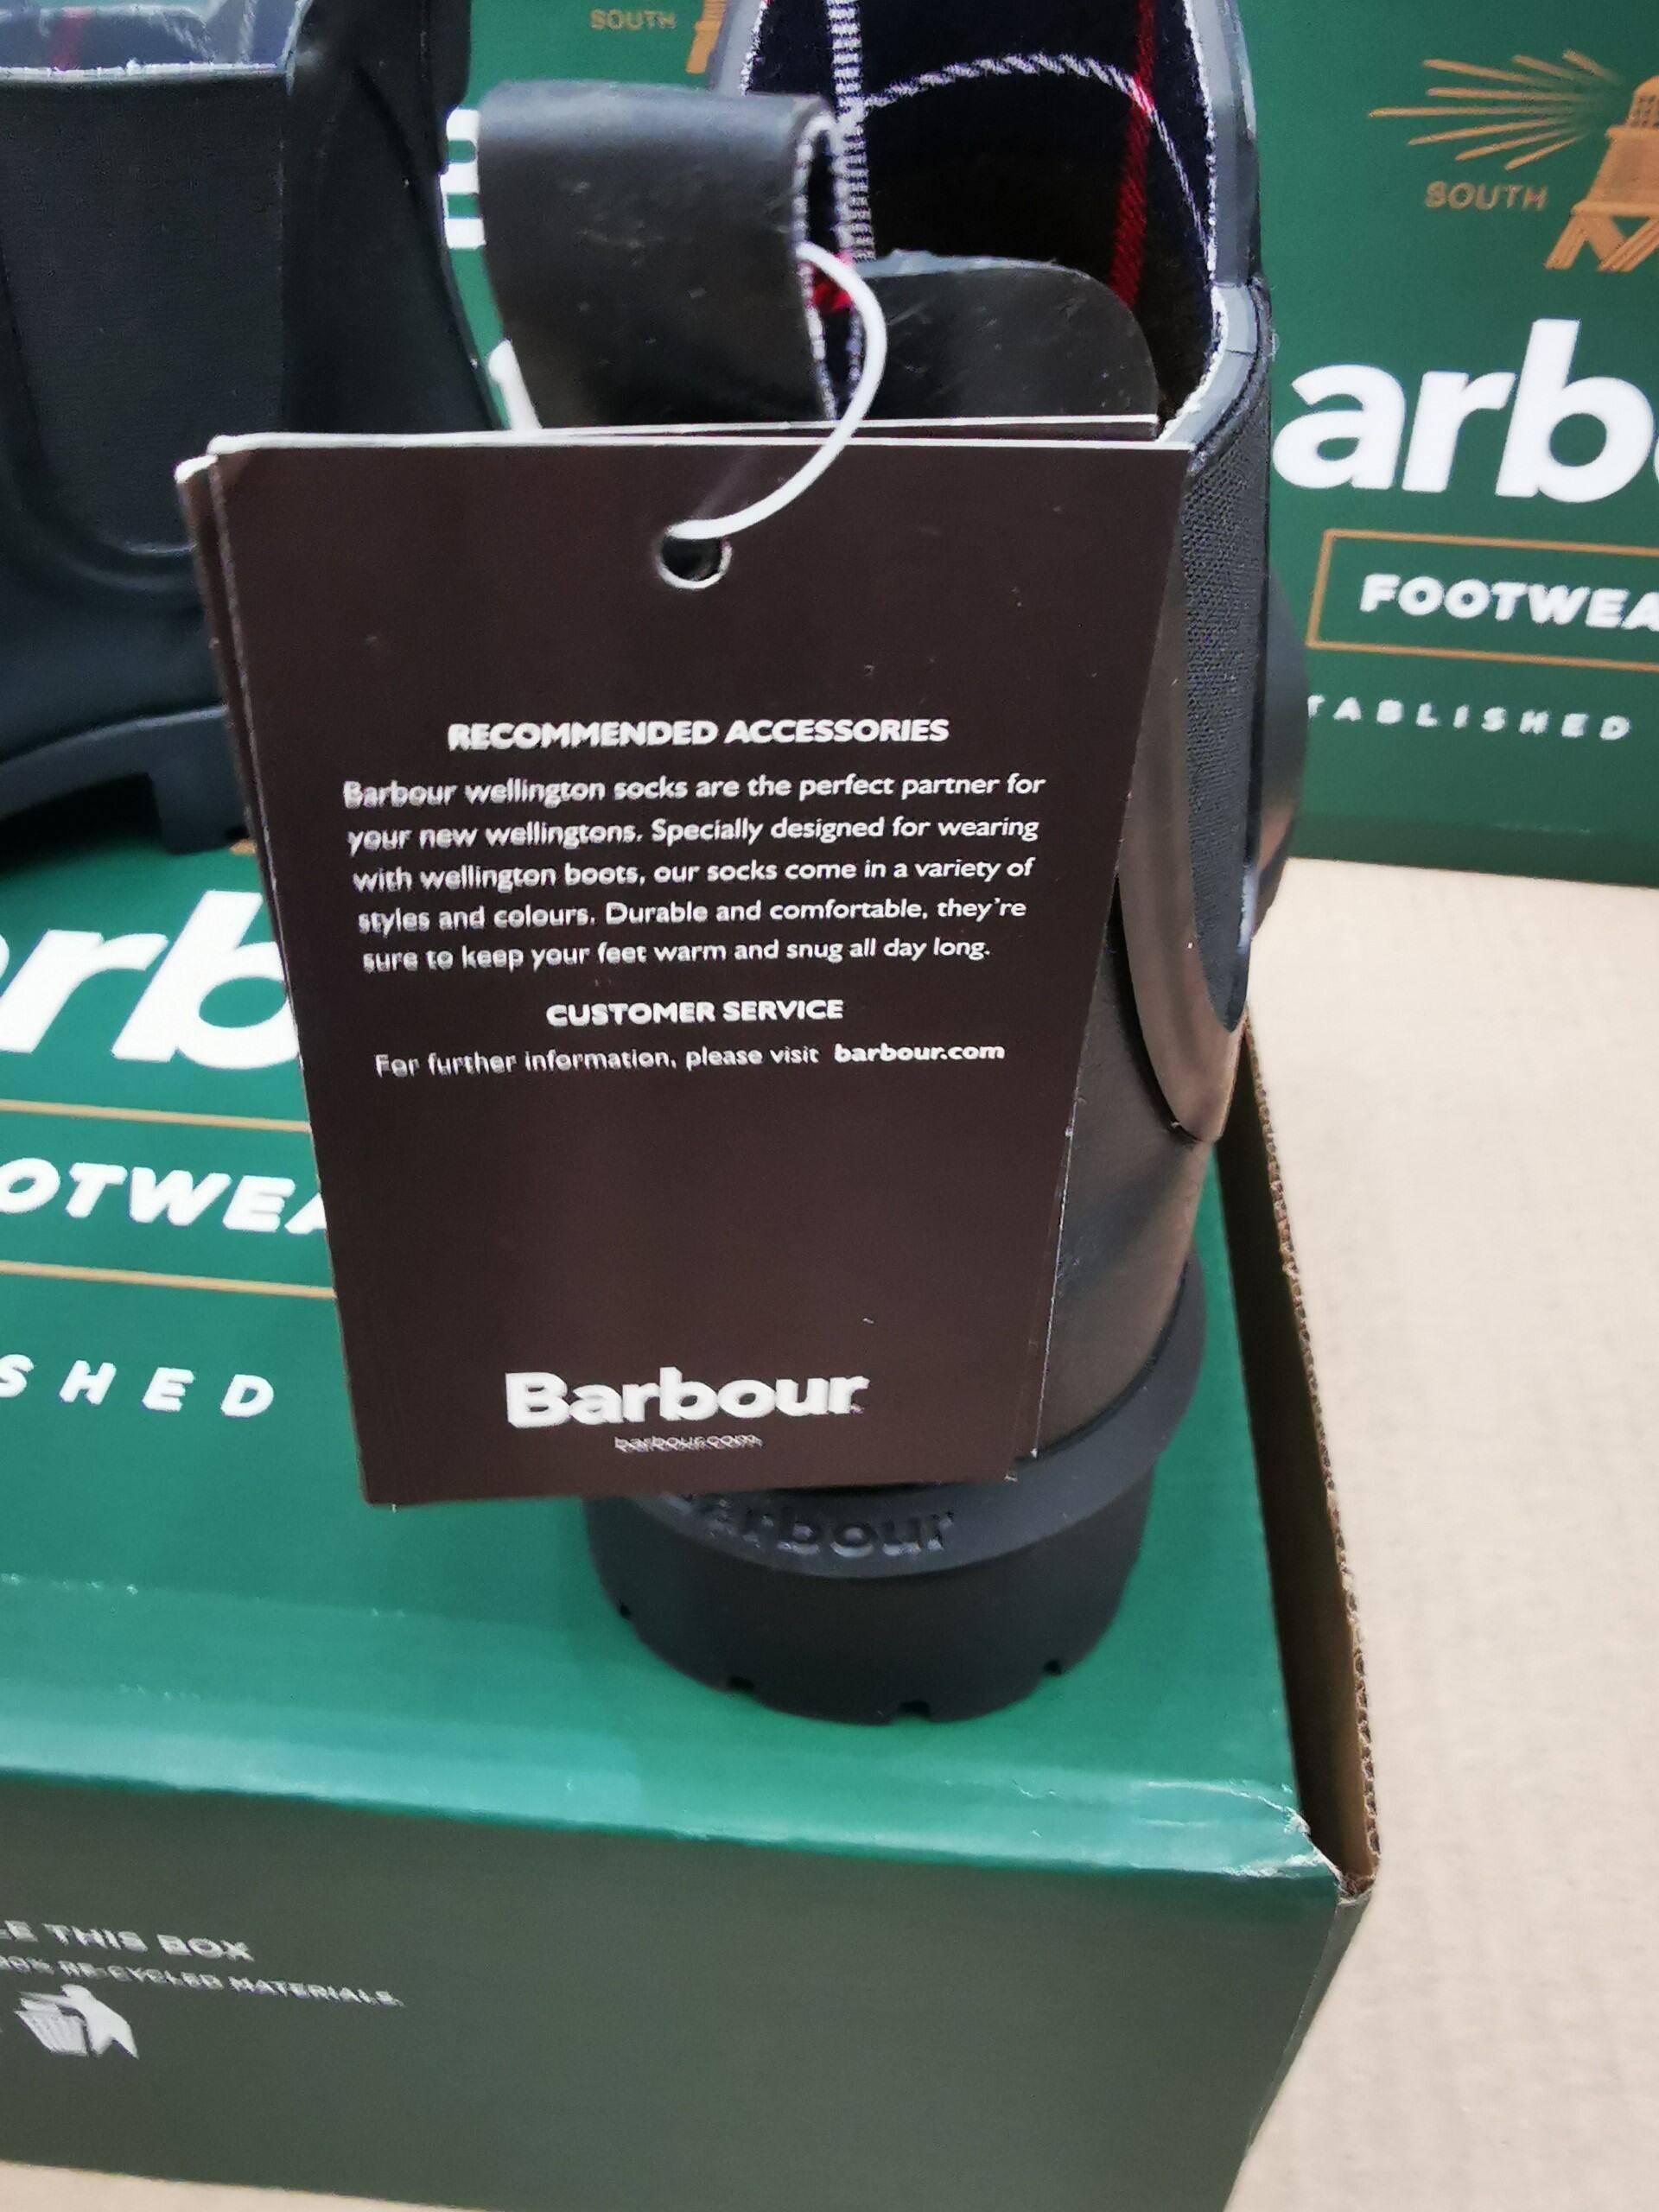 SOUTH
SOUTH
arb
FOOTWEA
TABLISHED
RECOMMENDED ACCESSORIES
Barbour wellington socks are the perfect partner for
your new wellingtons. Specially designed for wearing
with wellington boots, our socks come in a variety of
styles and colours. Durable and comfortable, they're
sure to keep your feet warm and snug all day long.
CUSTOMER SERVICE
For further information, please visit barbour.com
Barbour
barbour.com
rb
OTWEA
SHED
arbour
E THIS BOX
RE-CYCLED MATERIALS